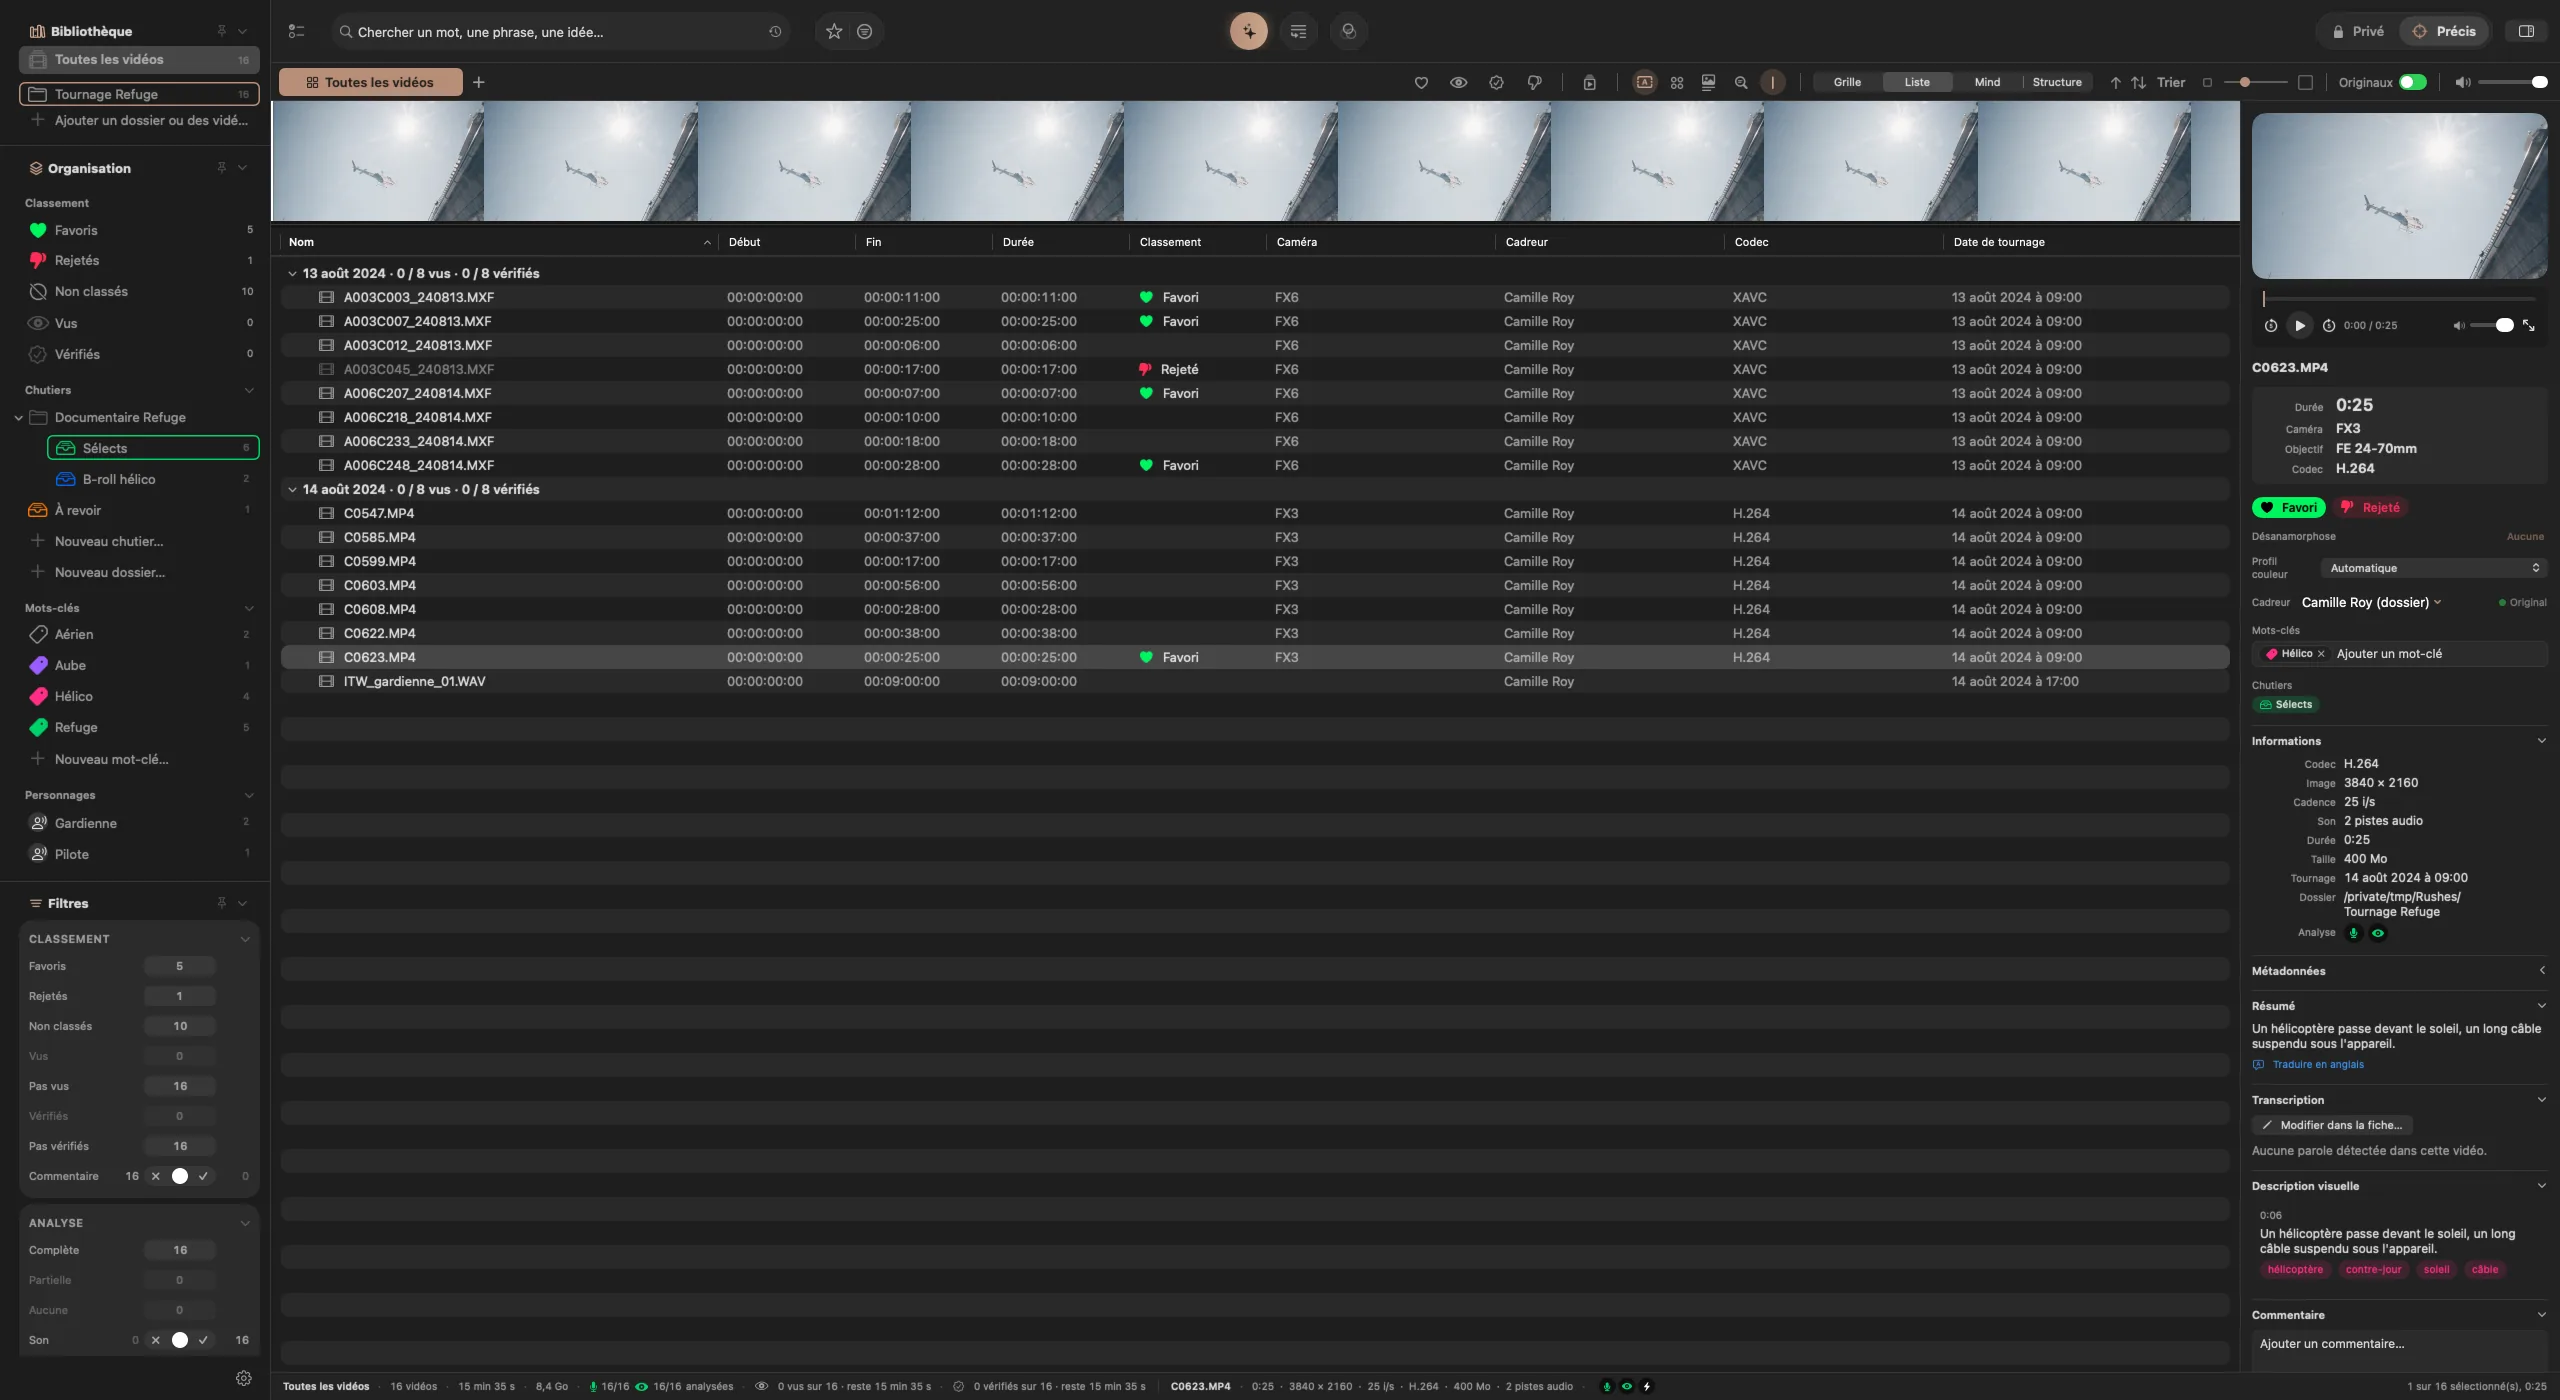 Bibliothèque
Toutes les vidéos 16
Tournage Refuge 16
Ajouter un dossier ou des vidé...
Organisation
Classement
Favoris 5
Rejetés 1
Non classés 10
Vus 0
Vérifiés 0
Chutiers
Documentaire Refuge
Sélects 6
B-roll hélico 2
À revoir 1
Nouveau chutier...
Nouveau dossier...
Mots-clés
Aérien 2
Aube 1
Hélico 4
Refuge 5
Nouveau mot-clé...
Personnages
Gardienne 2
Pilote 1
Filtres
CLASSEMENT
Favoris 5
Rejetés 1
Non classés 10
Vus 0
Pas vus 16
Vérifiés 0
Pas vérifiés 16
Commentaire 16 0
ANALYSE
Complète 16
Partielle 0
Aucune 0
Son 0 16
Chercher un mot, une phrase, une idée...
Privé Précis
Toutes les vidéos
Grille Liste Mind Structure Trier Originaux
Nom Début Fin Durée Classement Caméra Cadreur Codec Date de tournage
13 août 2024 · 0 / 8 vus · 0 / 8 vérifiés
A003C003_240813.MXF 00:00:00:00 00:00:11:00 00:00:11:00 Favori FX6 Camille Roy XAVC 13 août 2024 à 09:00
A003C007_240813.MXF 00:00:00:00 00:00:25:00 00:00:25:00 Favori FX6 Camille Roy XAVC 13 août 2024 à 09:00
A003C012_240813.MXF 00:00:00:00 00:00:06:00 00:00:06:00 FX6 Camille Roy XAVC 13 août 2024 à 09:00
A003C045_240813.MXF 00:00:00:00 00:00:17:00 00:00:17:00 Rejeté FX6 Camille Roy XAVC 13 août 2024 à 09:00
A006C207_240814.MXF 00:00:00:00 00:00:07:00 00:00:07:00 Favori FX6 Camille Roy XAVC 13 août 2024 à 09:00
A006C218_240814.MXF 00:00:00:00 00:00:10:00 00:00:10:00 FX6 Camille Roy XAVC 13 août 2024 à 09:00
A006C233_240814.MXF 00:00:00:00 00:00:18:00 00:00:18:00 FX6 Camille Roy XAVC 13 août 2024 à 09:00
A006C248_240814.MXF 00:00:00:00 00:00:28:00 00:00:28:00 Favori FX6 Camille Roy XAVC 13 août 2024 à 09:00
14 août 2024 · 0 / 8 vus · 0 / 8 vérifiés
C0547.MP4 00:00:00:00 00:01:12:00 00:01:12:00 FX3 Camille Roy H.264 14 août 2024 à 09:00
C0585.MP4 00:00:00:00 00:00:37:00 00:00:37:00 FX3 Camille Roy H.264 14 août 2024 à 09:00
C0599.MP4 00:00:00:00 00:00:17:00 00:00:17:00 FX3 Camille Roy H.264 14 août 2024 à 09:00
C0603.MP4 00:00:00:00 00:00:56:00 00:00:56:00 FX3 Camille Roy H.264 14 août 2024 à 09:00
C0608.MP4 00:00:00:00 00:00:28:00 00:00:28:00 FX3 Camille Roy H.264 14 août 2024 à 09:00
C0622.MP4 00:00:00:00 00:00:38:00 00:00:38:00 FX3 Camille Roy H.264 14 août 2024 à 09:00
C0623.MP4 00:00:00:00 00:00:25:00 00:00:25:00 Favori FX3 Camille Roy H.264 14 août 2024 à 09:00
ITW_gardienne_01.WAV 00:00:00:00 00:09:00:00 00:09:00:00 Camille Roy 14 août 2024 à 17:00
0:00 / 0:25
C0623.MP4
Durée 0:25
Caméra FX3
Objectif FE 24-70mm
Codec H.264
Favori Rejeté
Désanamorphose Aucune
Profil couleur Automatique
Cadreur Camille Roy (dossier) Original
Mots-clés
Hélico Ajouter un mot-clé
Chutiers
Sélects
Informations
Codec H.264
Image 3840 × 2160
Cadence 25 i/s
Son 2 pistes audio
Durée 0:25
Taille 400 Mo
Tournage 14 août 2024 à 09:00
Dossier /private/tmp/Rushes/
Tournage Refuge
Analyse
Métadonnées
Résumé
Un hélicoptère passe devant le soleil, un long câble
suspendu sous l'appareil.
Traduire en anglais
Transcription
Modifier dans la fiche...
Aucune parole détectée dans cette vidéo.
Description visuelle
0:06
Un hélicoptère passe devant le soleil, un long
câble suspendu sous l'appareil.
hélicoptère contre-jour soleil câble
Commentaire
Ajouter un commentaire...
Toutes les vidéos · 16 vidéos · 15 min 35 s · 8,4 Go · 16/16 16/16 analysées · 0 vus sur 16 · reste 15 min 35 s · 0 vérifiés sur 16 · reste 15 min 35 s C0623.MP4 · 0:25 · 3840 × 2160 · 25 i/s · H.264 · 400 Mo · 2 pistes audio · 1 sur 16 sélectionné(s), 0:25